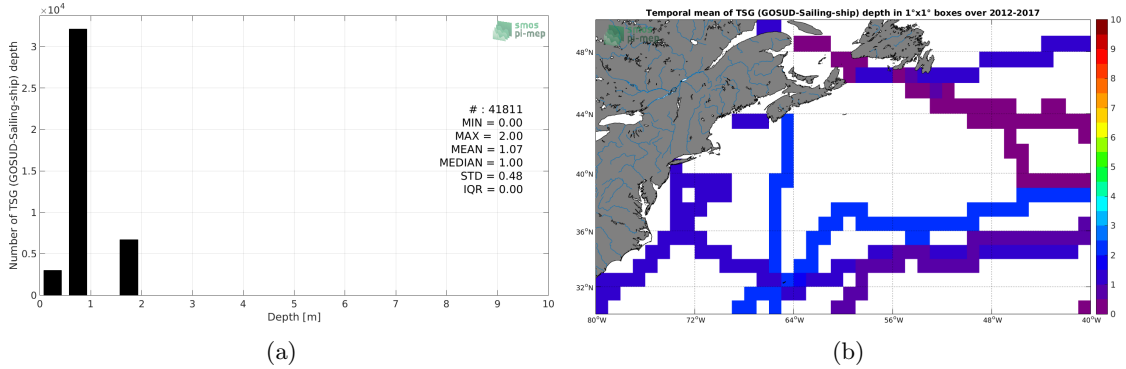 ×10⁴
3
2.5
2
1.5
1
0.5
0
0 1 2 3 4 5 6 7 8 9 10
Number of TSG (GOSUD-Sailing-ship) depth
Depth [m]
smos
pi-mep
# : 41811
MIN = 0.00
MAX = 2.00
MEAN = 1.07
MEDIAN = 1.00
STD = 0.48
IQR = 0.00
(a)
Temporal mean of TSG (GOSUD-Sailing-ship) depth in 1°x1° boxes over 2012-2017
smos
pi-mep
48°N
44°N
40°N
36°N
32°N
80°W 72°W 64°W 56°W 48°W 40°W
10
9
8
7
6
5
4
3
2
1
0
(b)